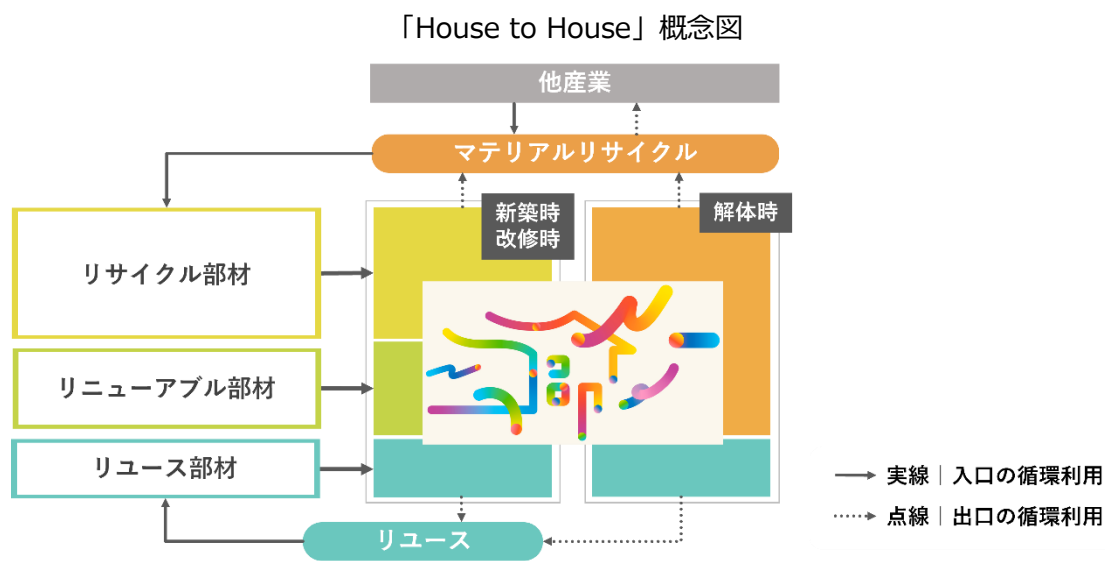 「House to House」概念図
他産業
マテリアルリサイクル
新築時
改修時
解体時
リサイクル部材
リニューアブル部材
リユース部材
リユース
実線｜入口の循環利用
点線｜出口の循環利用